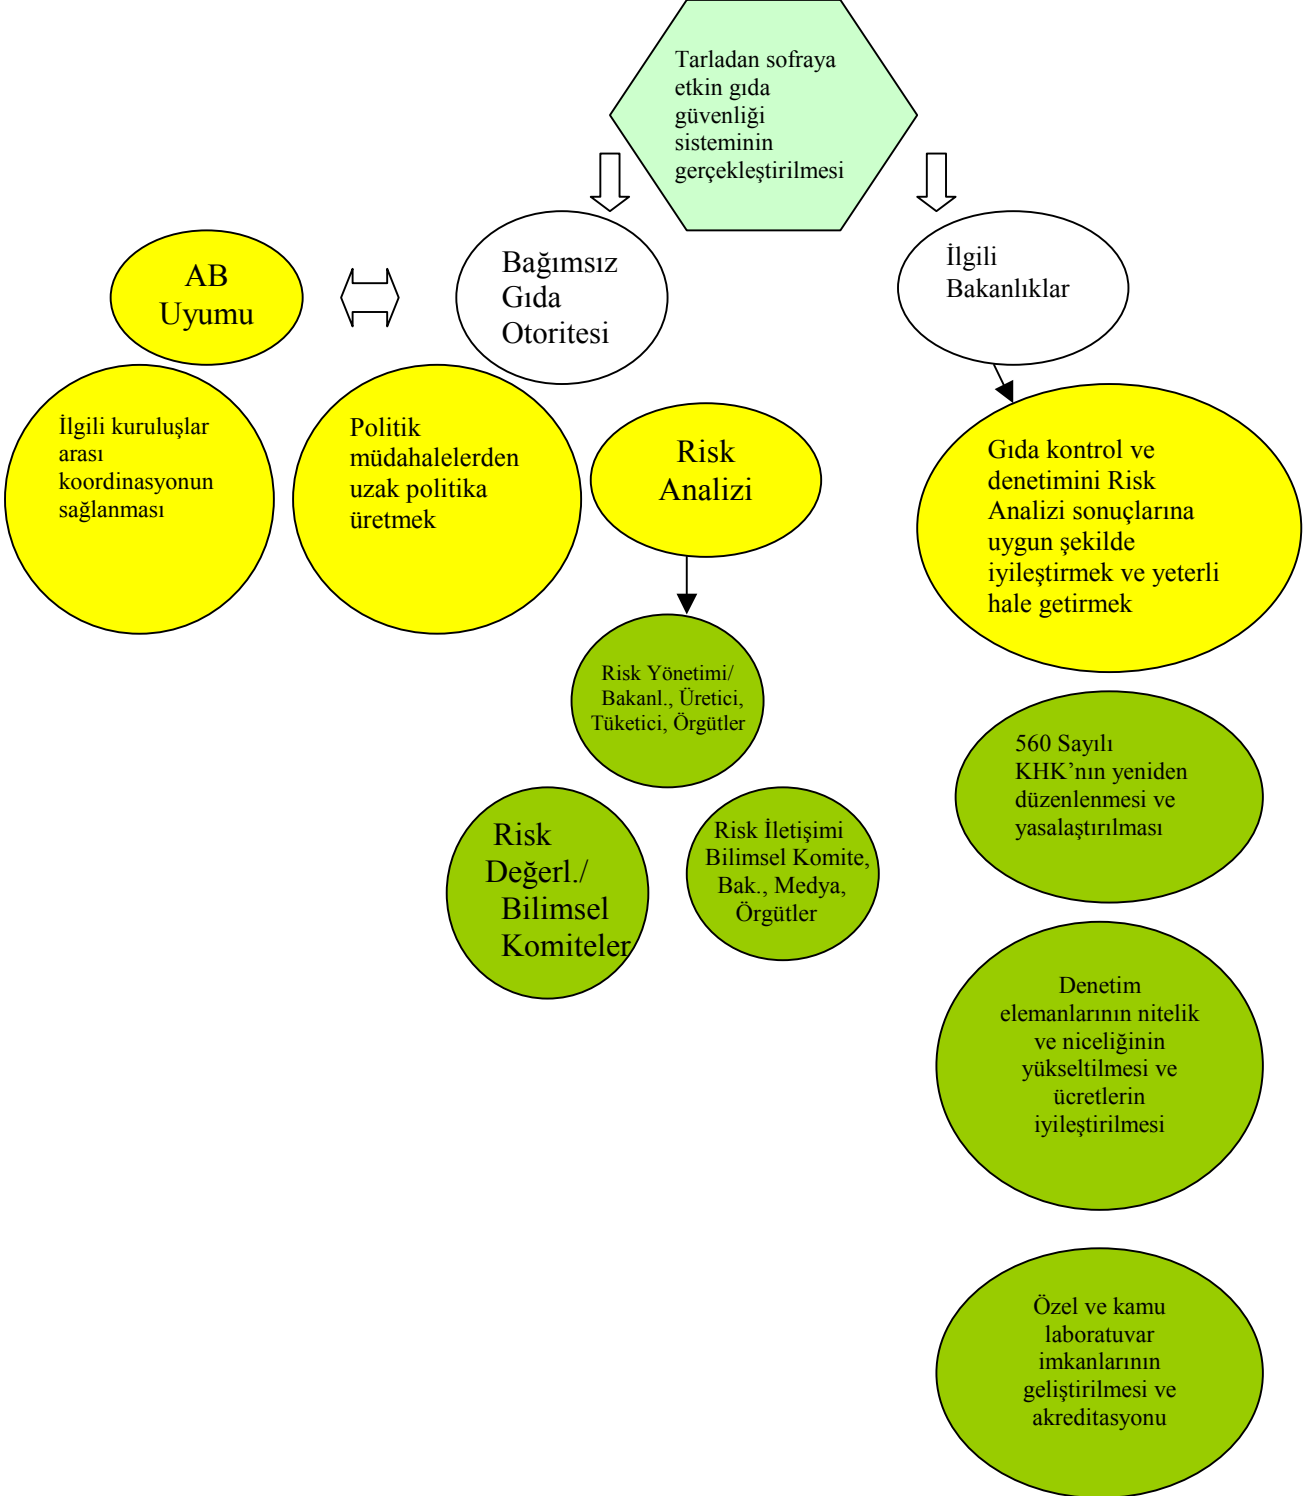 Tarladan sofraya
etkin gıda
güvenliği
sisteminin
gerçekleştirilmesi
AB
Uyumu
Bağımsız
Gıda
Otoritesi
İlgili
Bakanlıklar
İlgili kuruluşlar
arası
koordinasyonun
sağlanması
Politik
müdahalelerden
uzak politika
üretmek
Risk
Analizi
Gıda kontrol ve
denetimini Risk
Analizi sonuçlarına
uygun şekilde
iyileştirmek ve yeterli
hale getirmek
Risk Yönetimi/
Bakanl., Üretici,
Tüketici, Örgütler
Risk
Değerl./
Bilimsel
Komiteler
Risk İletişimi
Bilimsel Komite,
Bak., Medya,
Örgütler
560 Sayılı
KHK’nın yeniden
düzenlenmesi ve
yasalaştırılması
Denetim
elemanlarının nitelik
ve niceliğinin
yükseltilmesi ve
ücretlerin
iyileştirilmesi
Özel ve kamu
laboratuvar
imkanlarının
geliştirilmesi ve
akreditasyonu